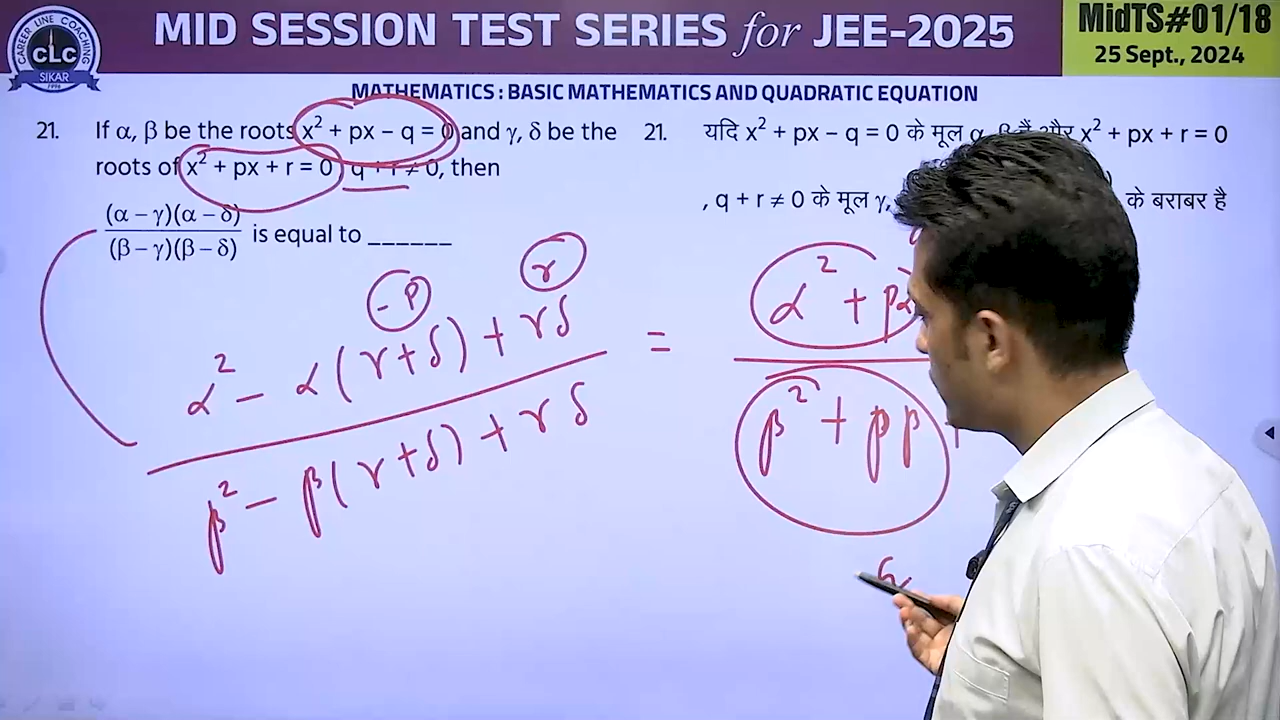 CAREER LINE COACHING
CLC
SIKAR
1996
MID SESSION TEST SERIES for JEE-2025
MidTS#01/18
25 Sept., 2024
MATHEMATICS : BASIC MATHEMATICS AND QUADRATIC EQUATION
21. If α, β be the roots x² + px – q = 0 and γ, δ be the
roots of x² + px + r = 0, q + r ≠ 0, then
(α – γ)(α – δ)
(β – γ)(β – δ)
is equal to ______
21. यदि x² + px – q = 0 के मूल α, β हैं और x² + px + r = 0
, q + r ≠ 0 के मूल γ,
के बराबर है
-p
r
α² - α(γ+δ) + γδ
β² - β(γ+δ) + γδ
=
α² + pα
β² + pβ +